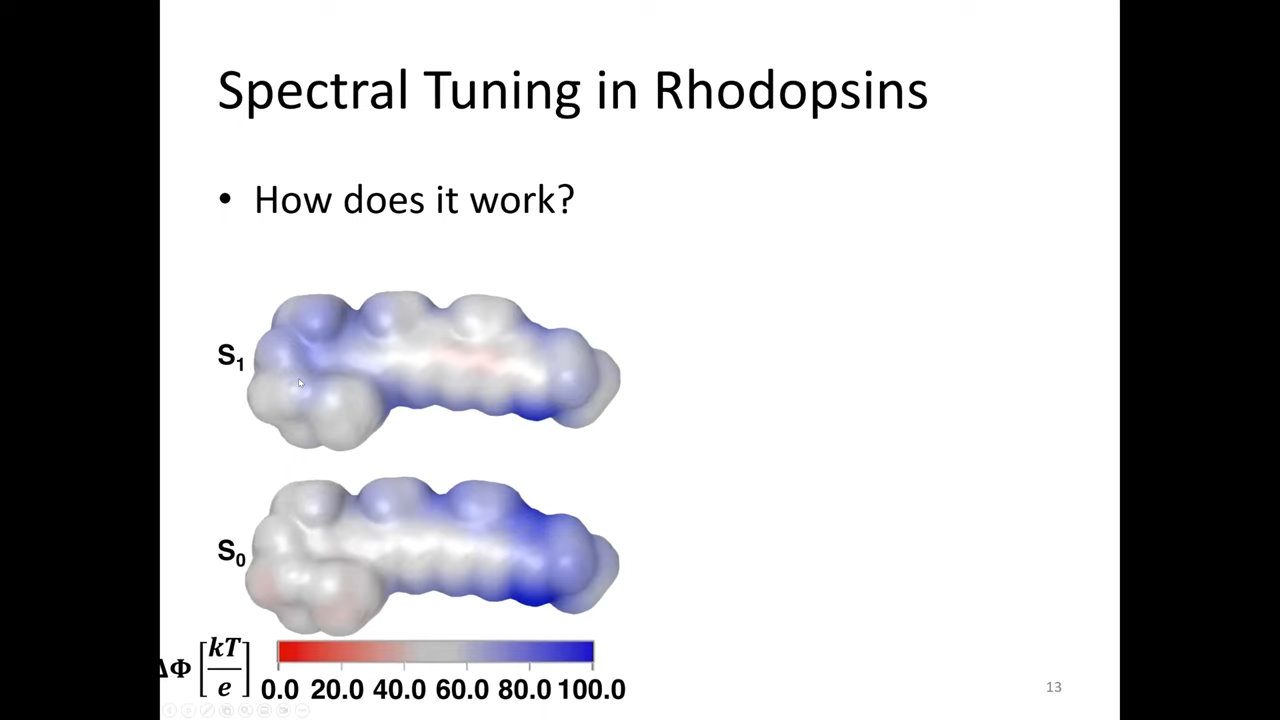 Spectral Tuning in Rhodopsins
• How does it work?
S₁
S₀
ΔΦ [kT/e]
0.0 20.0 40.0 60.0 80.0 100.0
13